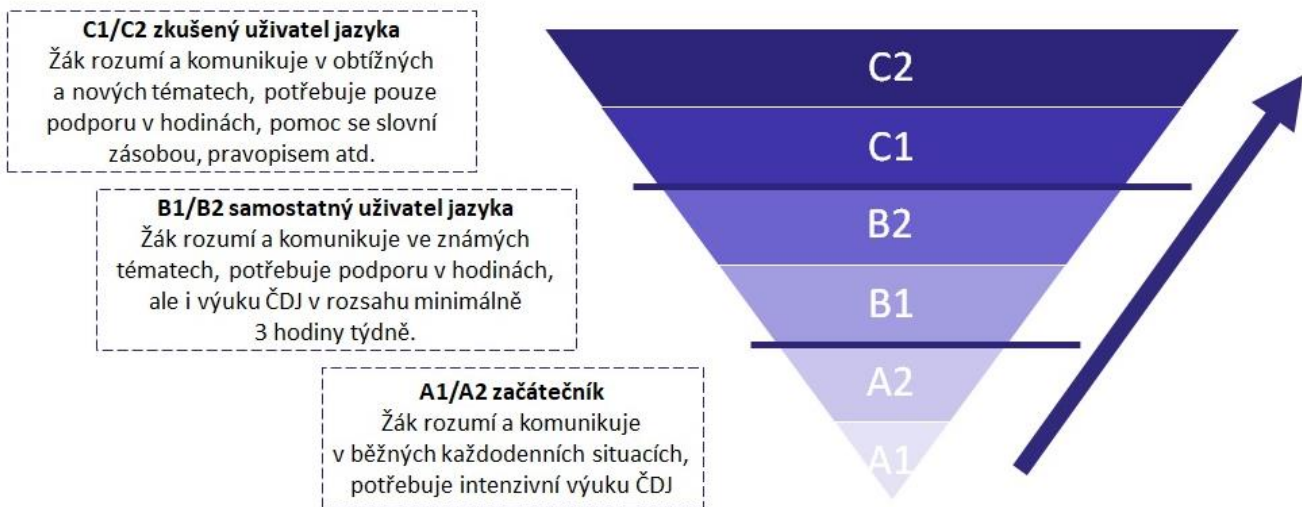 C1/C2 zkušený uživatel jazyka
Žák rozumí a komunikuje v obtížných
a nových tématech, potřebuje pouze
podporu v hodinách, pomoc se slovní
zásobou, pravopisem atd.
B1/B2 samostatný uživatel jazyka
Žák rozumí a komunikuje ve známých
tématech, potřebuje podporu v hodinách,
ale i výuku ČDJ v rozsahu minimálně
3 hodiny týdně.
A1/A2 začátečník
Žák rozumí a komunikuje
v běžných každodenních situacích,
potřebuje intenzivní výuku ČDJ
C2
C1
B2
B1
A2
A1